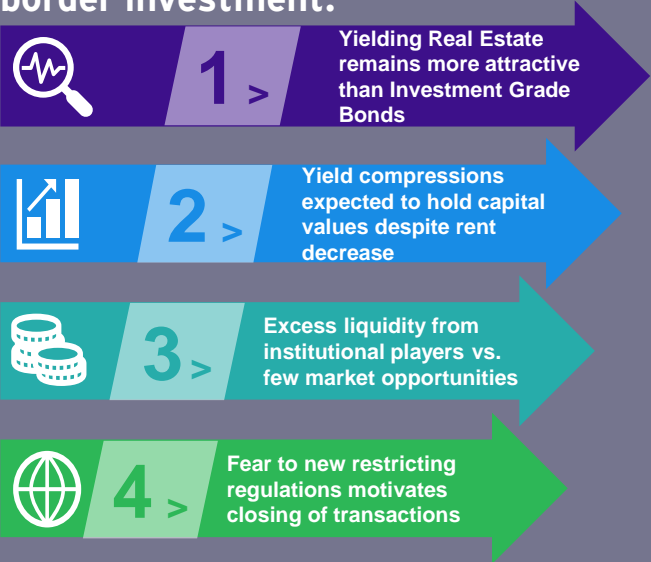 border investment:
1 >
Yielding Real Estate
remains more attractive
than Investment Grade
Bonds
2 >
Yield compressions
expected to hold capital
values despite rent
decrease
3 >
Excess liquidity from
institutional players vs.
few market opportunities
4 >
Fear to new restricting
regulations motivates
closing of transactions